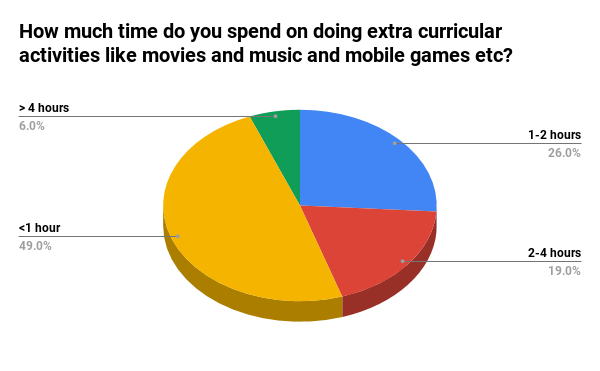 How much time do you spend on doing extra curricular
activities like movies and music and mobile games etc?
> 4 hours
6.0%
1-2 hours
26.0%
<1 hour
49.0%
2-4 hours
19.0%